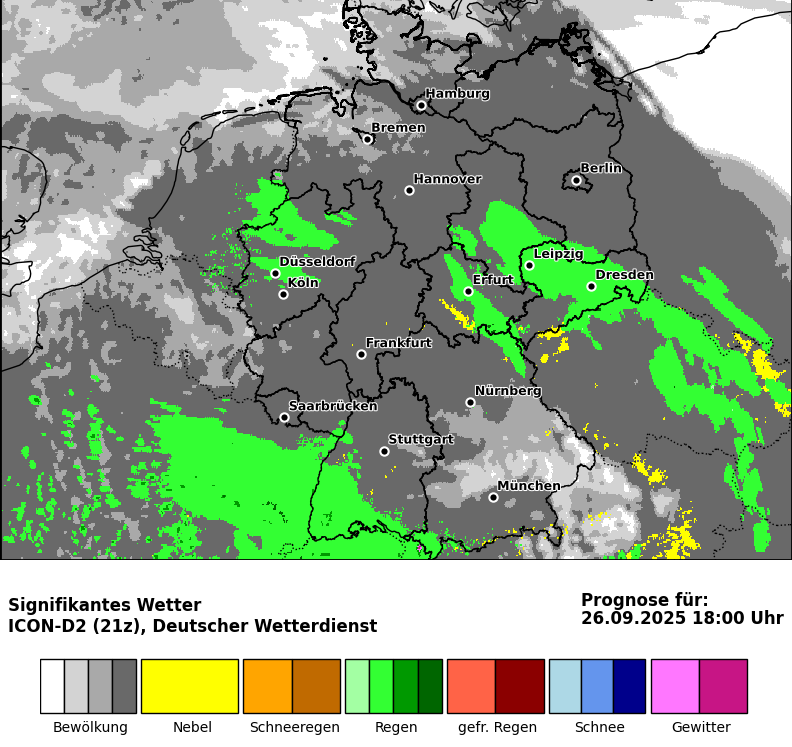 Hamburg
Bremen
Berlin
Hannover
Leipzig
Düsseldorf
Dresden
Erfurt
Köln
Frankfurt
Nürnberg
Saarbrücken
Stuttgart
München
Signifikantes Wetter
ICON-D2 (21z), Deutscher Wetterdienst
Prognose für:
26.09.2025 18:00 Uhr
Bewölkung
Nebel
Schneeregen
Regen
gefr. Regen
Schnee
Gewitter